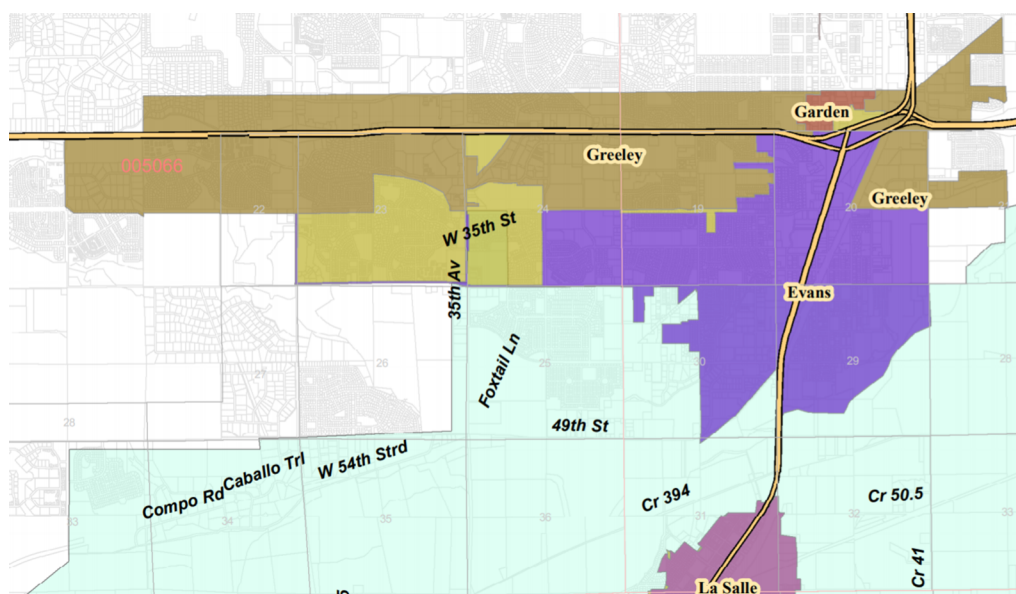 Garden
Greeley
DO5066
Greeley
22
23
24
19
20
W 35th St
35th Av
Evans
Foxtail Ln
26
25
30
29
28
27
28
49th St
W 54th Strd
Caballo Trl
Compo Rd
Cr 394
Cr 50.5
33
34
35
36
31
32
33
Cr 41
La Salle